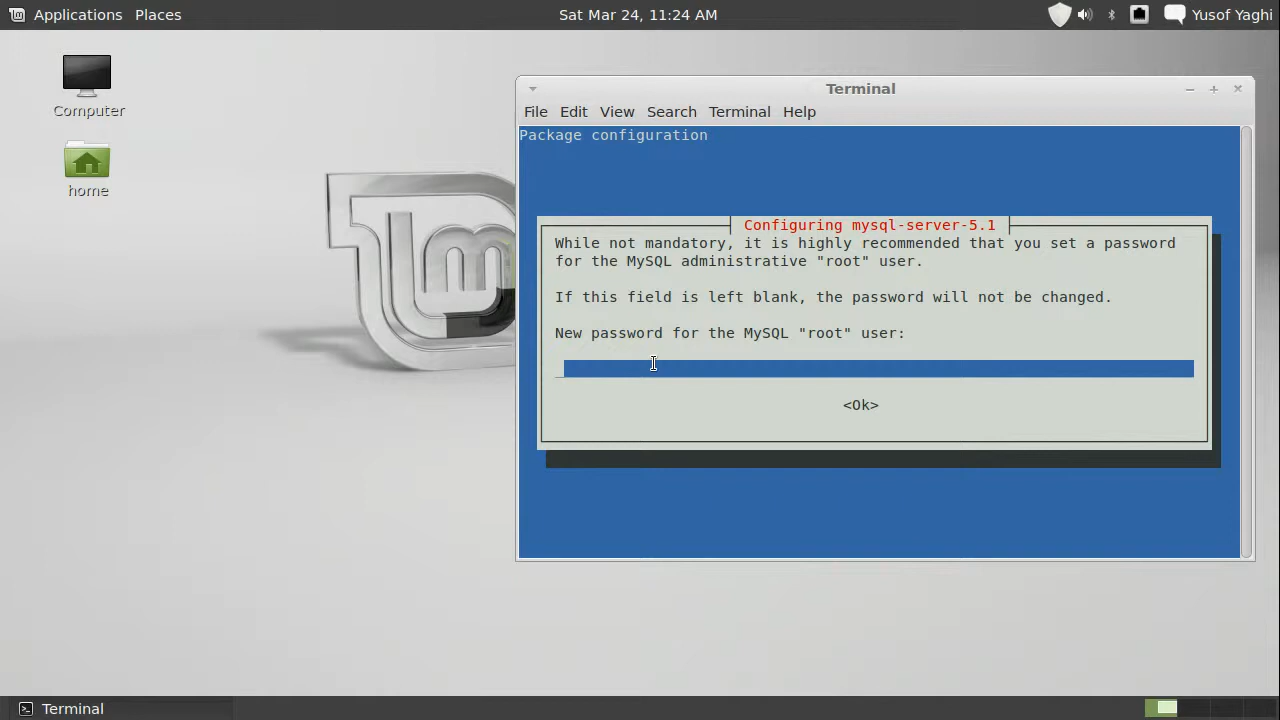 Applications Places Sat Mar 24, 11:24 AM Yusof Yaghi
Computer
home
Terminal
File Edit View Search Terminal Help
Package configuration
Configuring mysql-server-5.1
While not mandatory, it is highly recommended that you set a password
for the MySQL administrative "root" user.
If this field is left blank, the password will not be changed.
New password for the MySQL "root" user:
<Ok>
Terminal